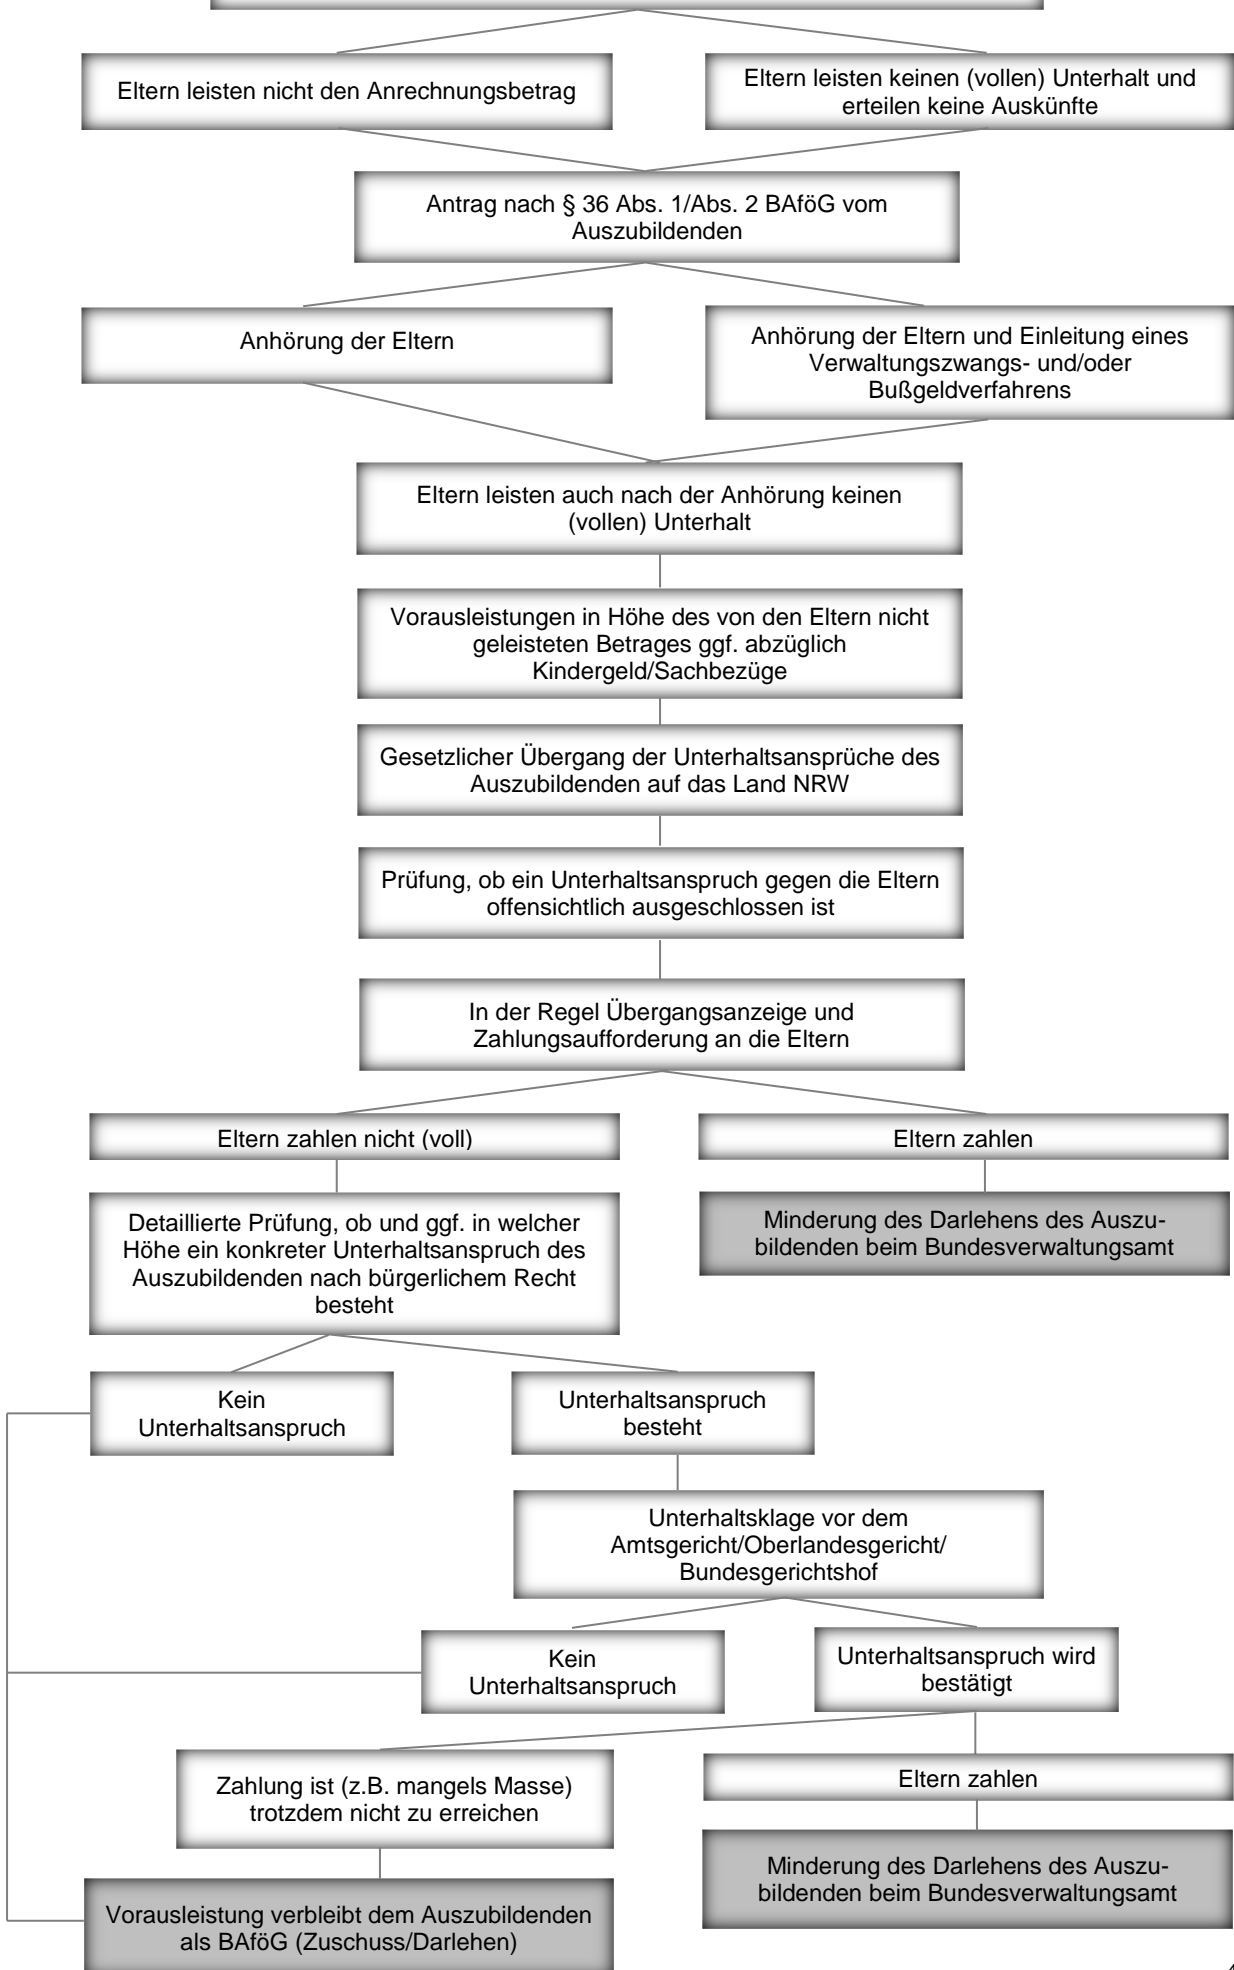 Eltern leisten nicht den Anrechnungsbetrag
Eltern leisten keinen (vollen) Unterhalt und
erteilen keine Auskünfte
Antrag nach § 36 Abs. 1/Abs. 2 BAföG vom
Auszubildenden
Anhörung der Eltern
Anhörung der Eltern und Einleitung eines
Verwaltungszwangs- und/oder
Bußgeldverfahrens
Eltern leisten auch nach der Anhörung keinen
(vollen) Unterhalt
Vorausleistungen in Höhe des von den Eltern nicht
geleisteten Betrages ggf. abzüglich
Kindergeld/Sachbezüge
Gesetzlicher Übergang der Unterhaltsansprüche des
Auszubildenden auf das Land NRW
Prüfung, ob ein Unterhaltsanspruch gegen die Eltern
offensichtlich ausgeschlossen ist
In der Regel Übergangsanzeige und
Zahlungsaufforderung an die Eltern
Eltern zahlen nicht (voll)
Eltern zahlen
Detaillierte Prüfung, ob und ggf. in welcher
Höhe ein konkreter Unterhaltsanspruch des
Auszubildenden nach bürgerlichem Recht
besteht
Minderung des Darlehens des Auszu-
bildenden beim Bundesverwaltungsamt
Kein
Unterhaltsanspruch
Unterhaltsanspruch
besteht
Unterhaltsklage vor dem
Amtsgericht/Oberlandesgericht/
Bundesgerichtshof
Kein
Unterhaltsanspruch
Unterhaltsanspruch wird
bestätigt
Zahlung ist (z.B. mangels Masse)
trotzdem nicht zu erreichen
Eltern zahlen
Minderung des Darlehens des Auszu-
bildenden beim Bundesverwaltungsamt
Vorausleistung verbleibt dem Auszubildenden
als BAföG (Zuschuss/Darlehen)